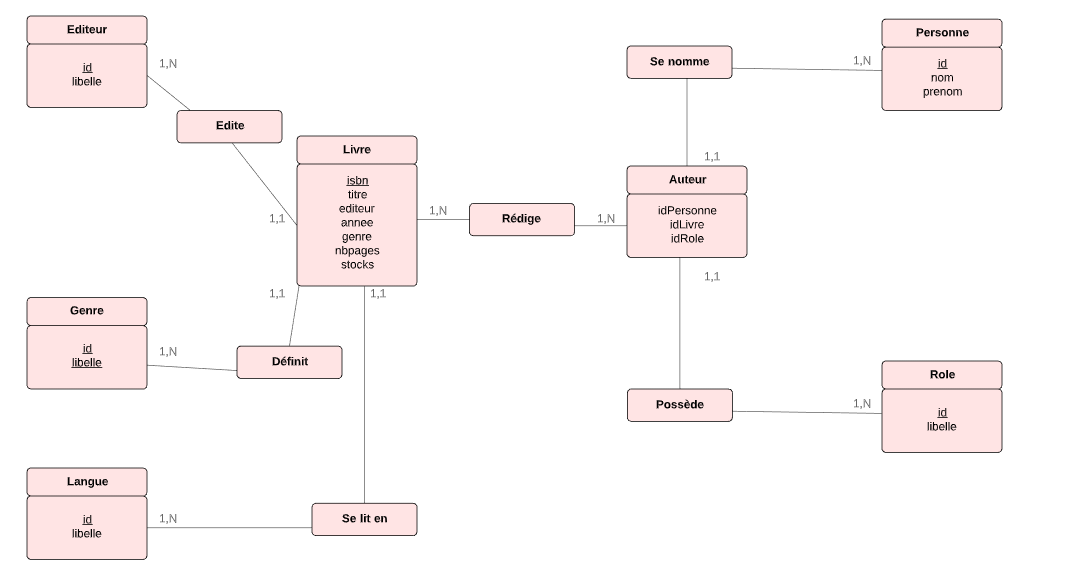 Editeur
id
libelle
1,N
Edite
1,1
Livre
isbn
titre
editeur
annee
genre
nbpages
stocks
1,N
Rédige
1,N
Se nomme
1,N
Personne
id
nom
prenom
1,1
Auteur
idPersonne
idLivre
idRole
1,1
1,1
1,1
Genre
id
libelle
1,N
Définit
Possède
1,N
Role
id
libelle
Langue
id
libelle
1,N
Se lit en